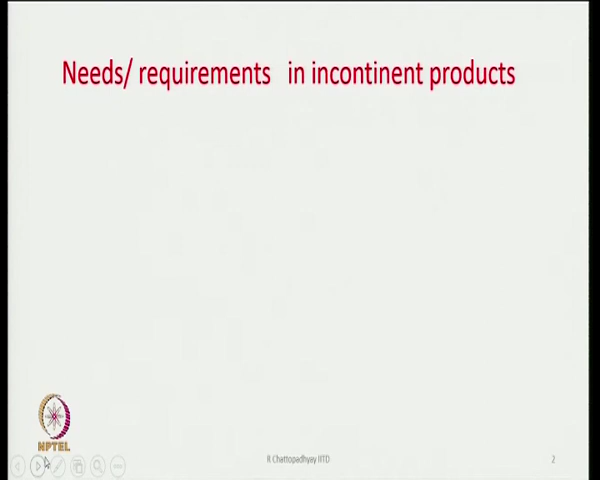 Needs/ requirements in incontinent products
NPTEL
R Chattopadhyay IITD
2